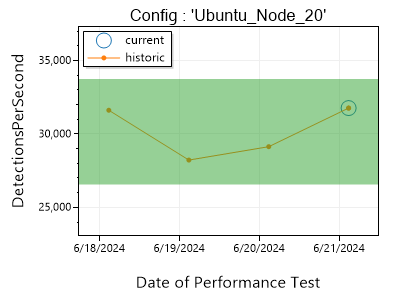 Config : 'Ubuntu_Node_20'
current
historic
DetectionsPerSecond
35,000
30,000
25,000
6/18/2024
6/19/2024
6/20/2024
6/21/2024
Date of Performance Test